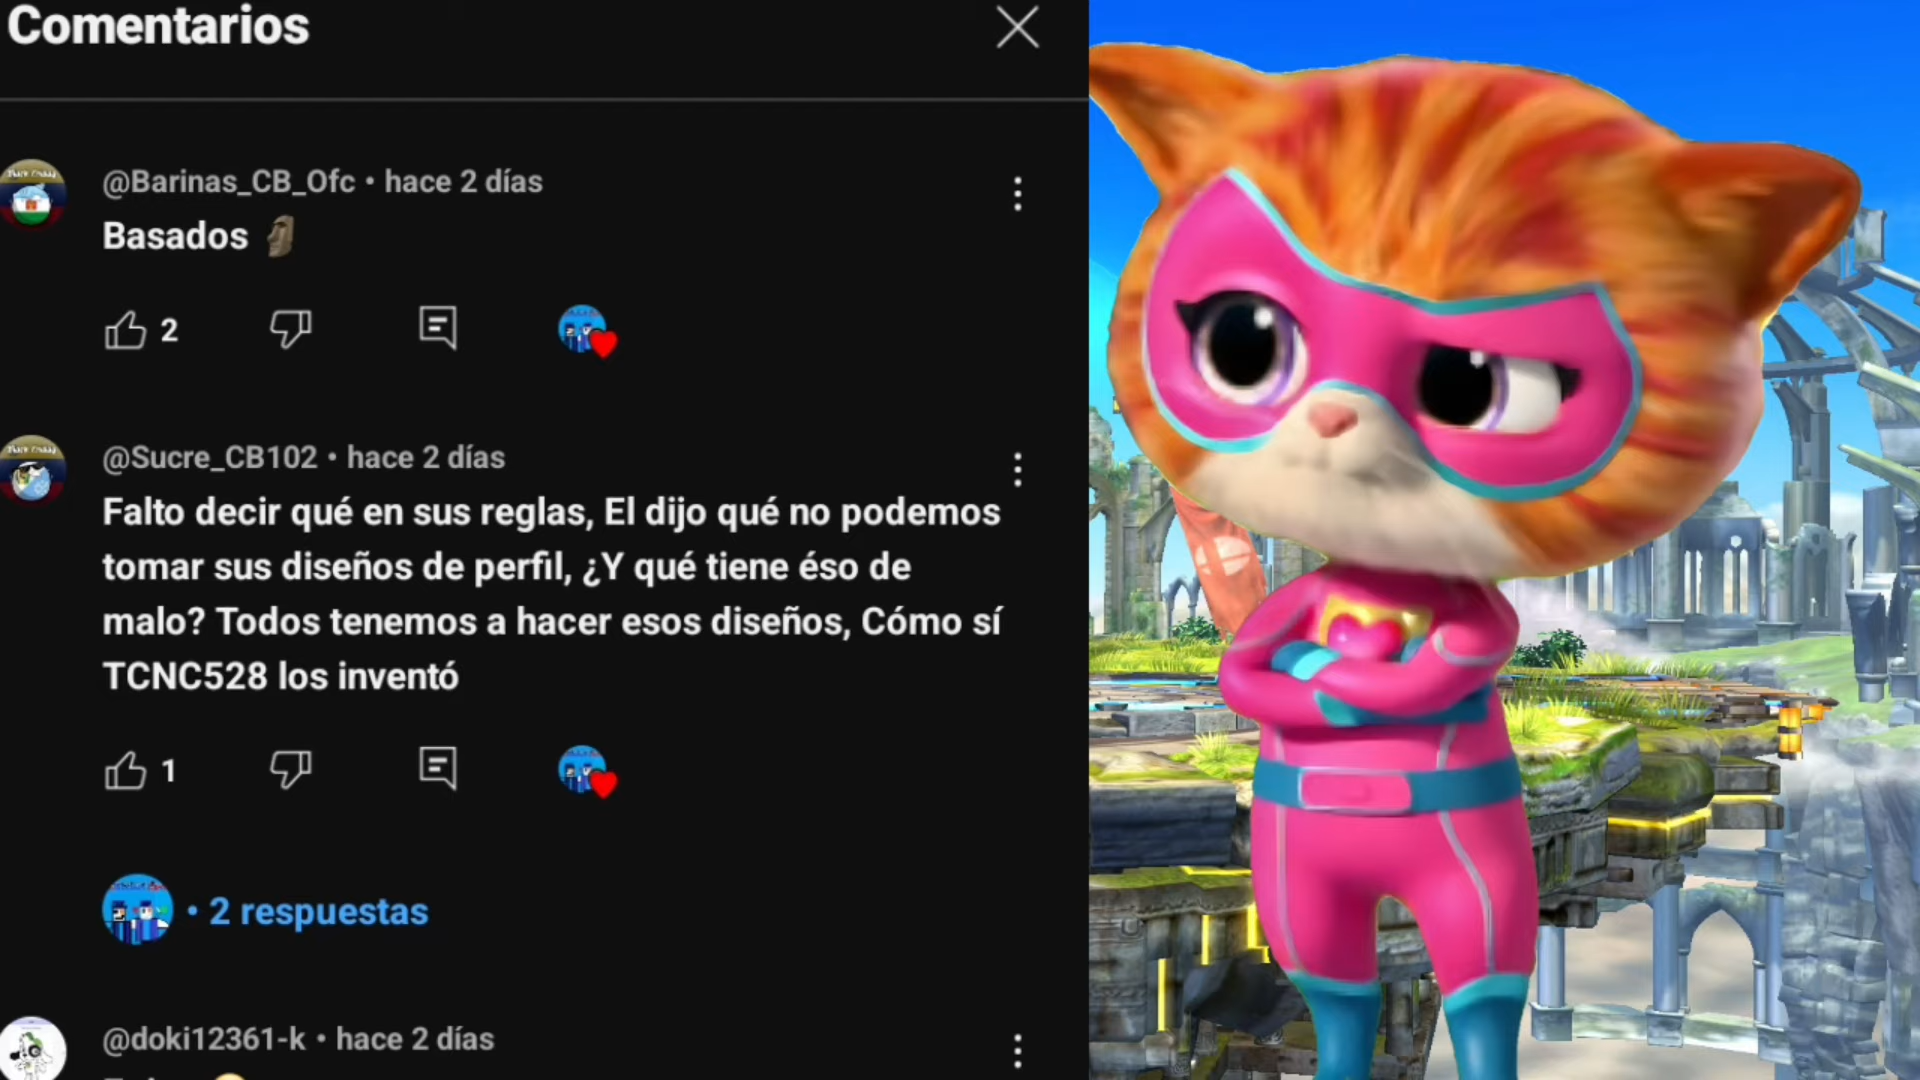 Comentarios
@Barinas_CB_Ofc • hace 2 días
Basados 🗿
2
@Sucre_CB102 • hace 2 días
Falto decir qué en sus reglas, El dijo qué no podemos
tomar sus diseños de perfil, ¿Y qué tiene éso de
malo? Todos tenemos a hacer esos diseños, Cómo sí
TCNC528 los inventó
1
• 2 respuestas
@doki12361-k • hace 2 días